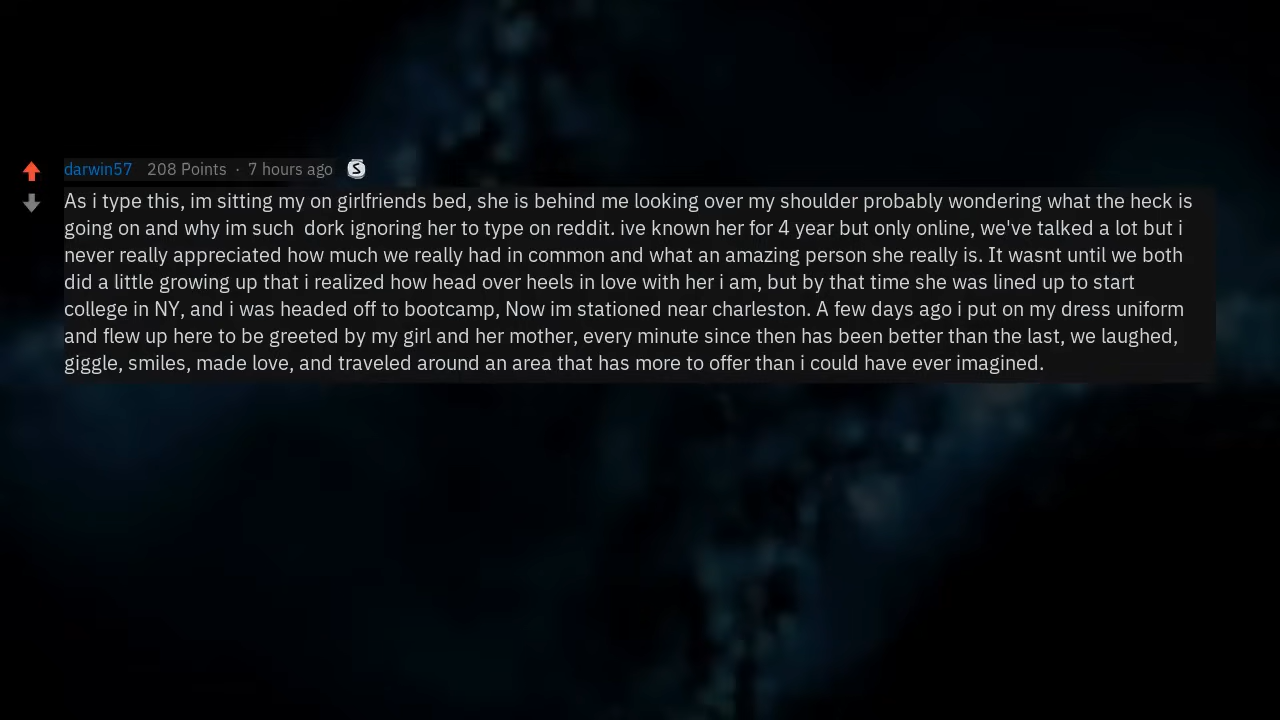 darwin57 208 Points · 7 hours ago S
As i type this, im sitting my on girlfriends bed, she is behind me looking over my shoulder probably wondering what the heck is
going on and why im such  dork ignoring her to type on reddit. ive known her for 4 year but only online, we've talked a lot but i
never really appreciated how much we really had in common and what an amazing person she really is. It wasnt until we both
did a little growing up that i realized how head over heels in love with her i am, but by that time she was lined up to start
college in NY, and i was headed off to bootcamp, Now im stationed near charleston. A few days ago i put on my dress uniform
and flew up here to be greeted by my girl and her mother, every minute since then has been better than the last, we laughed,
giggle, smiles, made love, and traveled around an area that has more to offer than i could have ever imagined.